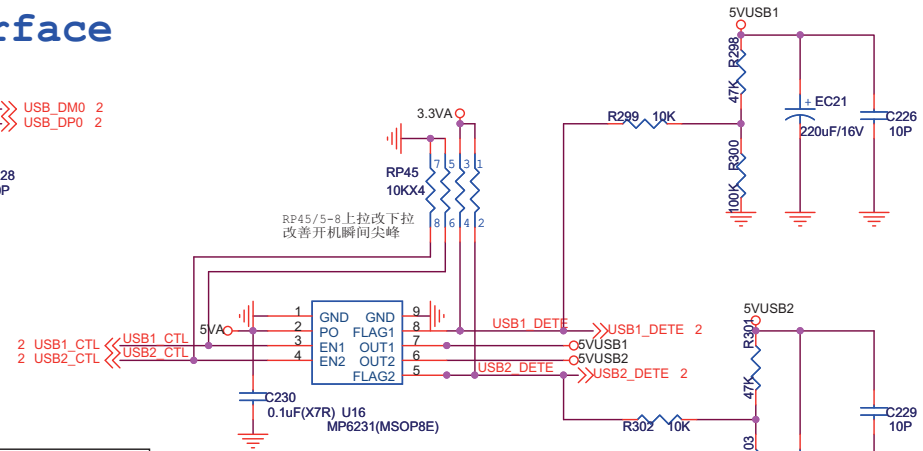 rface
5VUSB1
USB_DM0 2
USB_DP0 2
R298
47K
+ EC21
220uF/16V
C226
10P
3.3VA
R299 10K
28
P
RP45
10KX4
7 5 3 1
8 6 4 2
R300
100K
RP45/5-8上拉改下拉
改善开机瞬间尖峰
5VA
1 GND GND 9
2 PO FLAG1 8
3 EN1 OUT1 7
4 EN2 OUT2 6
FLAG2 5
USB1_DETE
USB1_DETE 2
5VUSB1
5VUSB2
USB2_DETE
USB2_DETE 2
2 USB1_CTL USB1_CTL
2 USB2_CTL USB2_CTL
C230
0.1uF(X7R) U16
MP6231(MSOP8E)
5VUSB2
R301
47K
R302 10K
C229
10P
03